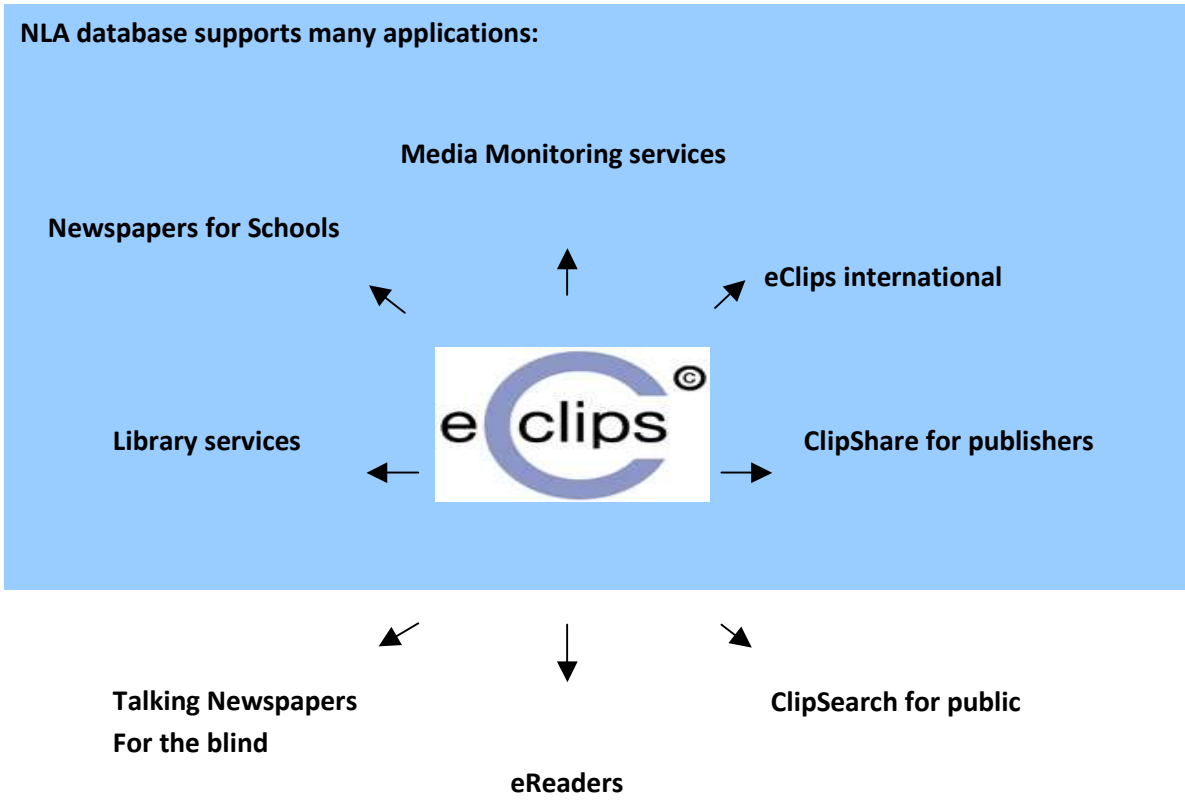 NLA database supports many applications:
Media Monitoring services
Newspapers for Schools
eClips international
e clips ©
Library services
ClipShare for publishers
Talking Newspapers
For the blind
ClipSearch for public
eReaders